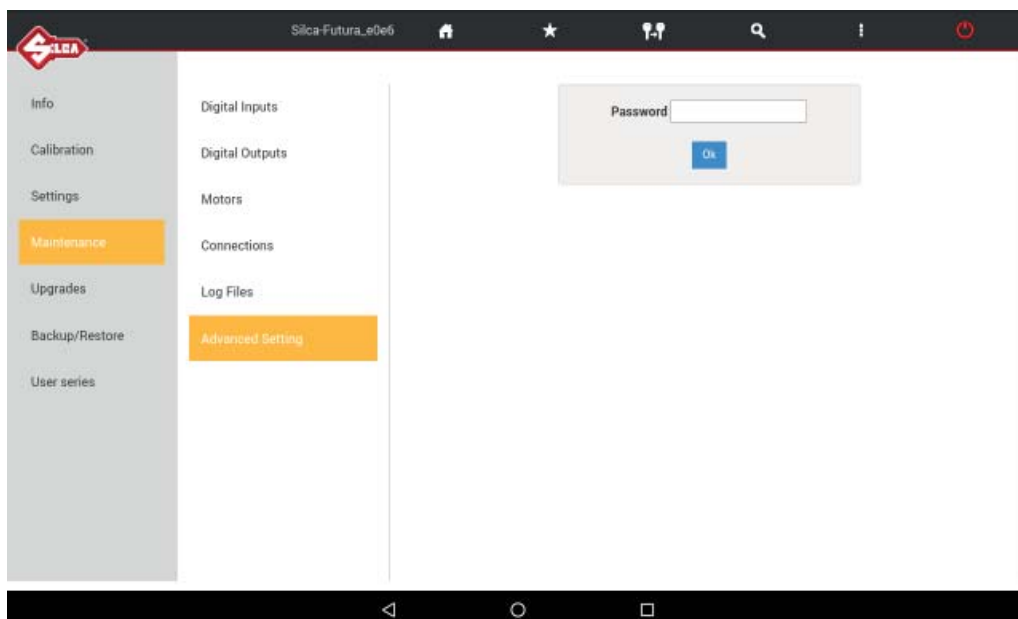 SILCA
Silca-Futura_e0e6
Info
Calibration
Settings
Maintenance
Upgrades
Backup/Restore
User series
Digital Inputs
Digital Outputs
Motors
Connections
Log Files
Advanced Setting
Password
Ok